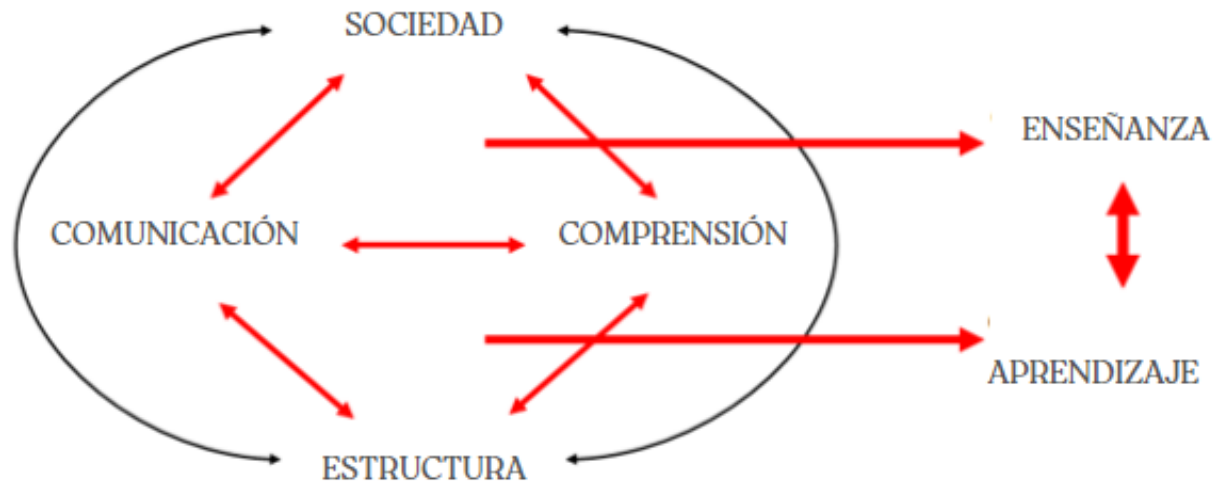 SOCIEDAD
ENSEÑANZA
COMUNICACIÓN
COMPRENSIÓN
APRENDIZAJE
ESTRUCTURA